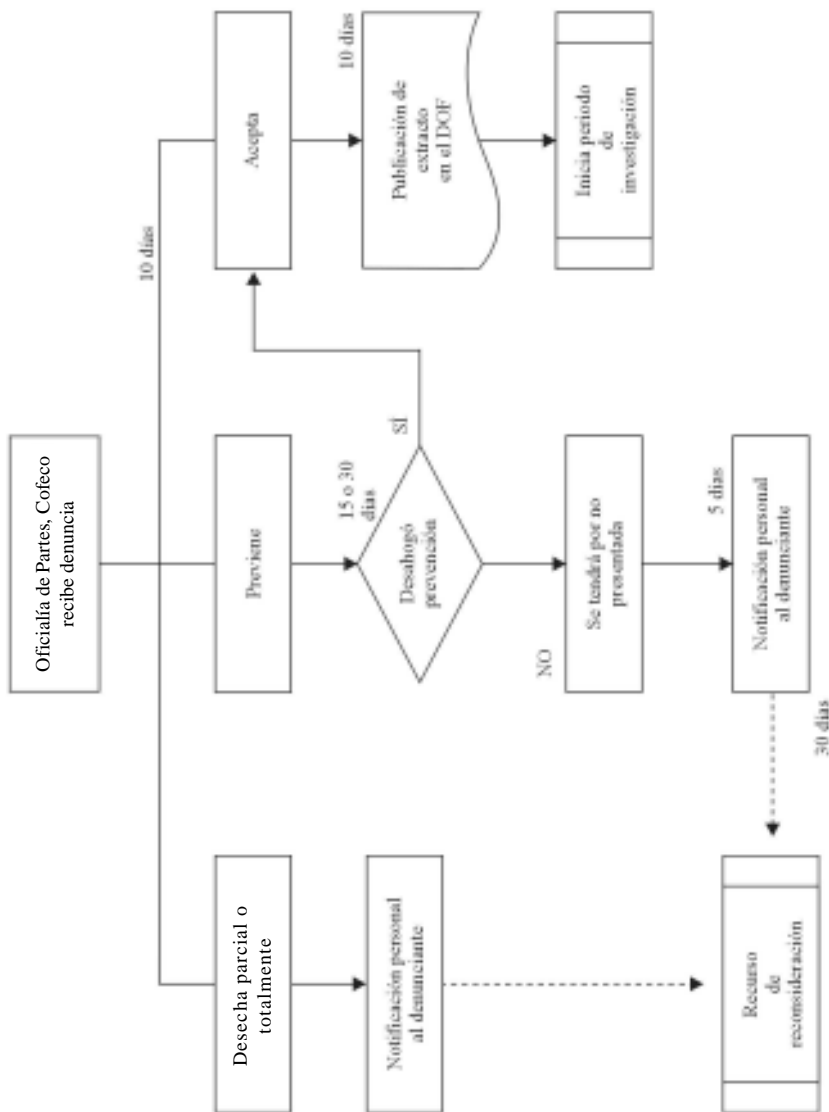 Oficialía de Partes, Cofeco
recibe denuncia
10 días
Desecha parcial o
totalmente
Previene
Acepta
Notificación personal
al denunciante
15 o 30
días
Desahogó
prevención
SÍ
NO
10 días
Publicación de
extracto
en el DOF
Se tendrá por no
presentada
Inicia periodo
de
investigación
5 días
Notificación personal
al denunciante
30 días
Recurso
de
reconsideración